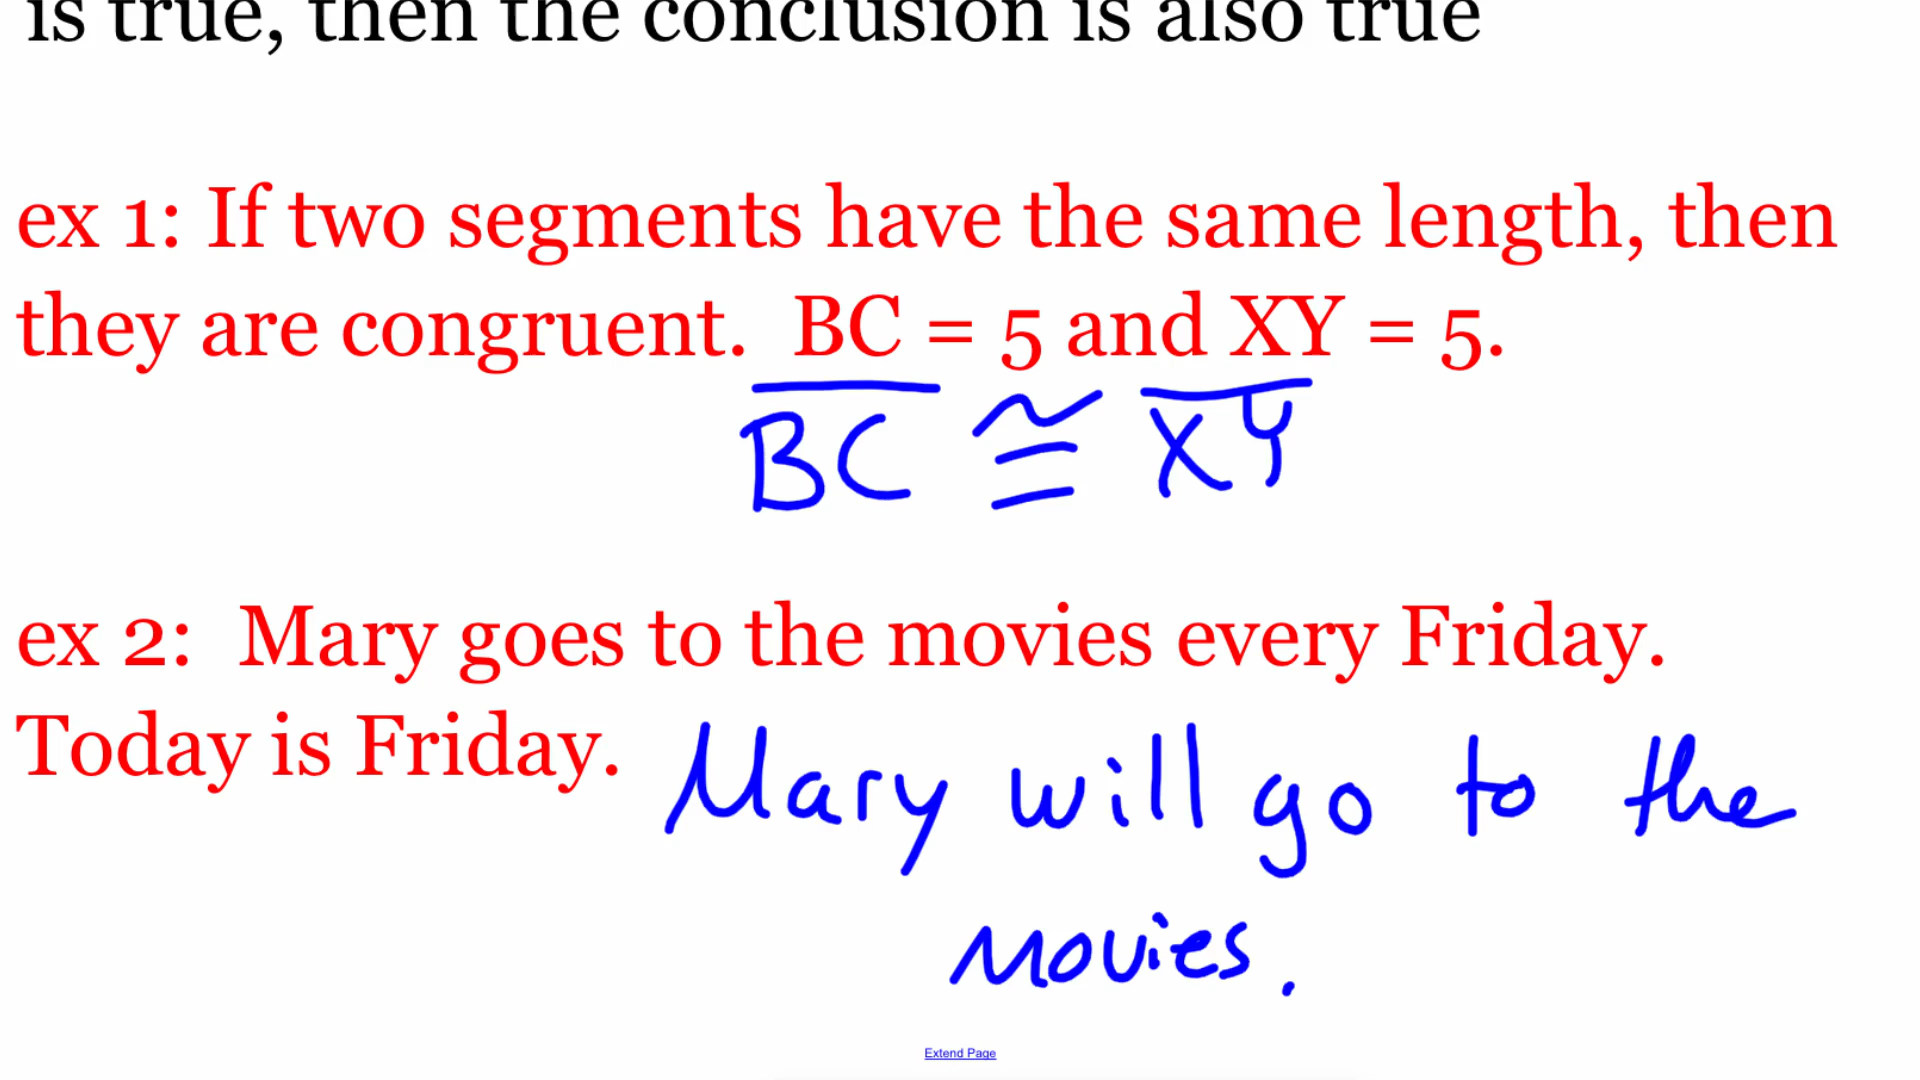 is true, then the conclusion is also true
ex 1: If two segments have the same length, then
they are congruent.  BC = 5 and XY = 5.
B͞C ≅ X͞Y
ex 2:  Mary goes to the movies every Friday.
Today is Friday. Mary will go to the
movies.
Extend Page